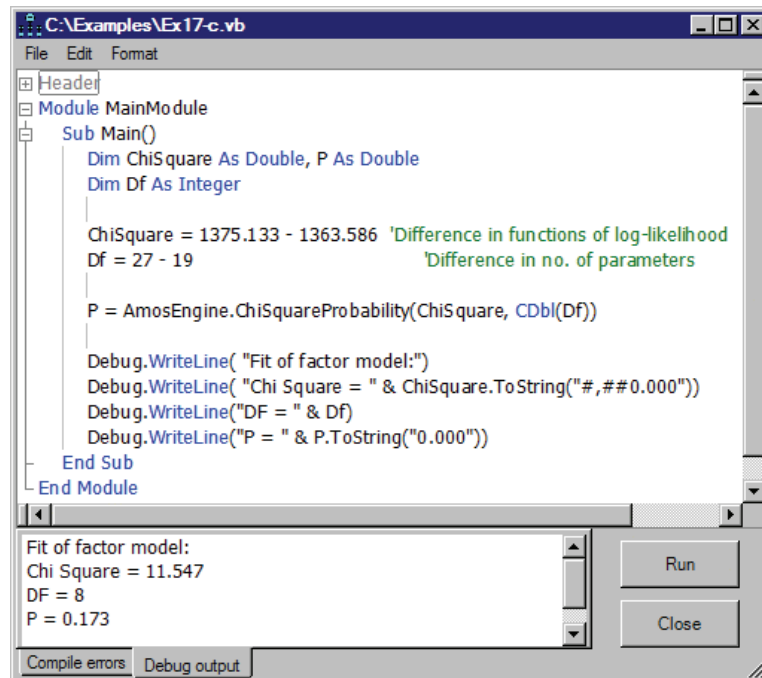 C:\Examples\Ex17-c.vb
File Edit Format
Header
Module MainModule
Sub Main()
Dim ChiSquare As Double, P As Double
Dim Df As Integer
ChiSquare = 1375.133 - 1363.586 'Difference in functions of log-likelihood
Df = 27 - 19 'Difference in no. of parameters
P = AmosEngine.ChiSquareProbability(ChiSquare, CDbl(Df))
Debug.WriteLine( "Fit of factor model:")
Debug.WriteLine( "Chi Square = " & ChiSquare.ToString("#,##0.000"))
Debug.WriteLine("DF = " & Df)
Debug.WriteLine("P = " & P.ToString("0.000"))
End Sub
End Module
Fit of factor model:
Chi Square = 11.547
DF = 8
P = 0.173
Run
Close
Compile errors Debug output